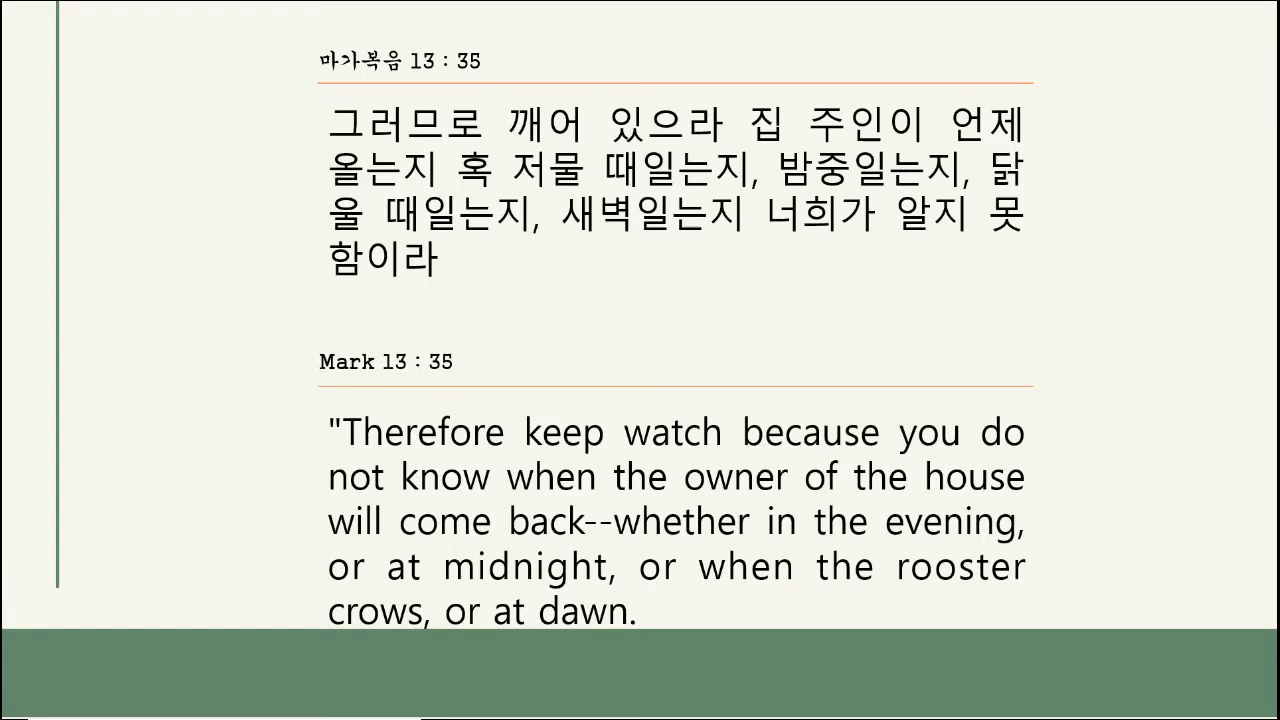 마가복음 13 : 35
그러므로 깨어 있으라 집 주인이 언제
올는지 혹 저물 때일는지, 밤중일는지, 닭
울 때일는지, 새벽일는지 너희가 알지 못
함이라
Mark 13 : 35
"Therefore keep watch because you do
not know when the owner of the house
will come back--whether in the evening,
or at midnight, or when the rooster
crows, or at dawn.